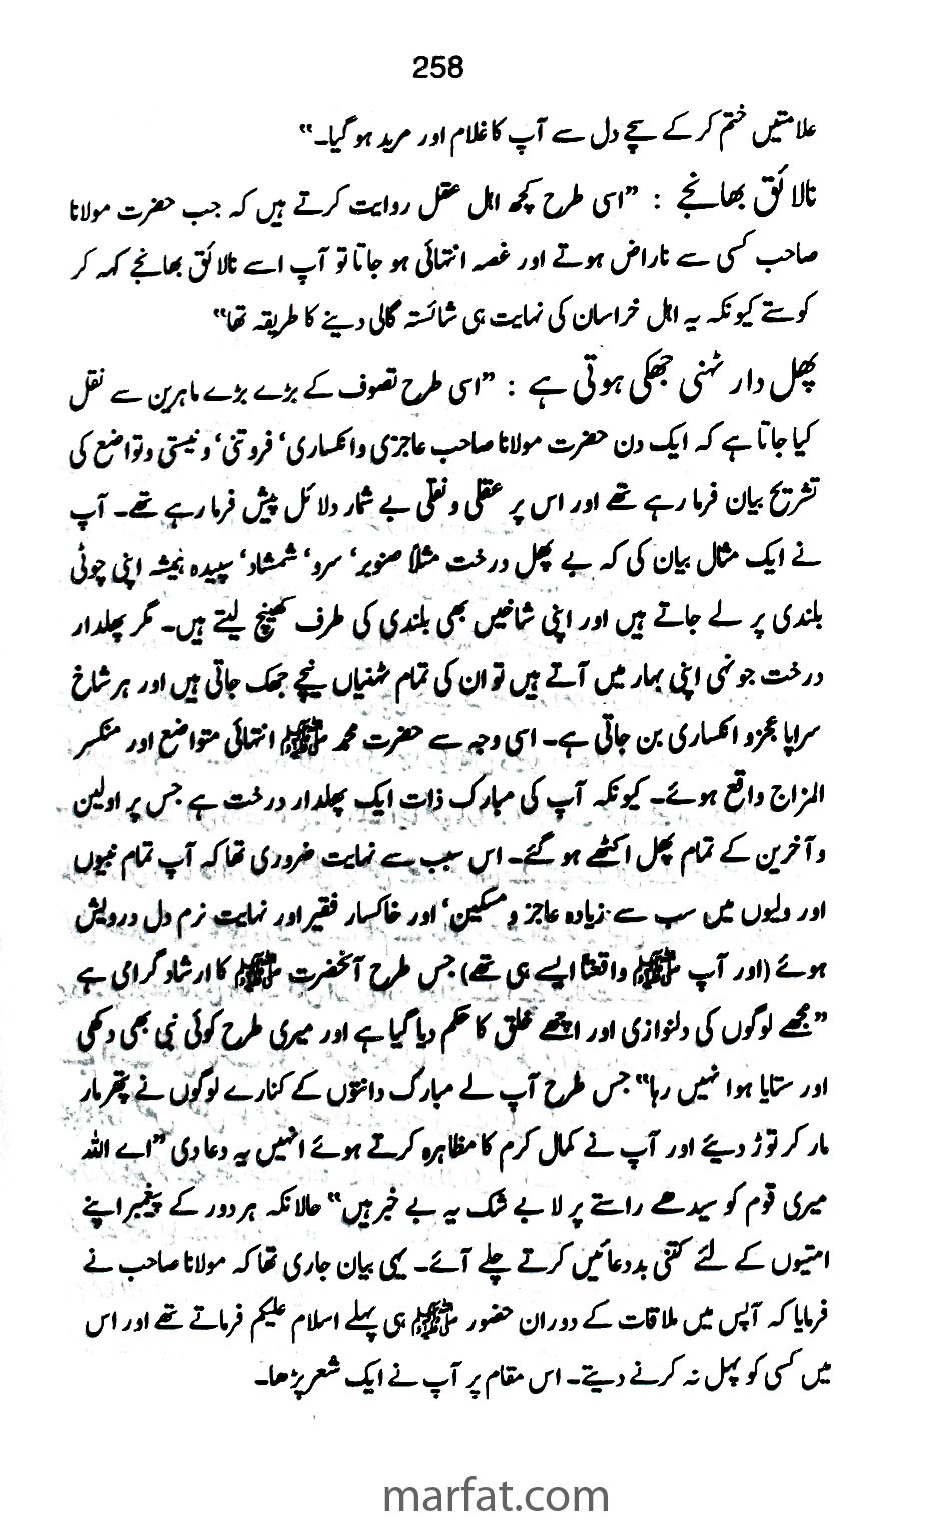 258
علامتیں ختم کر کے سچے دل سے آپ کا غلام اور مرید ہو گیا۔“
نالائق بھانجے : ”اسی طرح کچھ اہل عقل روایت کرتے ہیں کہ جب حضرت مولانا
صاحب کسی سے ناراض ہوتے اور غصہ انتہائی ہو جاتا تو آپ اسے نالائق بھانجے کہہ کر
کوستے کیونکہ یہ اہل خراسان کی نہایت ہی شائستہ گالی دینے کا طریقہ تھا“
پھل دار ٹہنی جھکی ہوتی ہے : ”اسی طرح تصوف کے بڑے بڑے ماہرین سے نقل
کیا جاتا ہے کہ ایک دن حضرت مولانا صاحب عاجزی وانکساری‘ فروتنی‘ ونیستی وتواضع کی
تشریح بیان فرما رہے تھے اور اس پر عقلی ونقلی بے شمار دلائل پیش فرما رہے تھے۔ آپ
نے ایک مثال بیان کی کہ بے پھل درخت مثلاً صنوبر‘ سرو‘ شمشاد‘ سپیدہ ہمیشہ اپنی چوٹی
بلندی پر لے جاتے ہیں اور اپنی شاخیں بھی بلندی کی طرف کھینچ لیتے ہیں۔ مگر پھلدار
درخت جونہی اپنی بہار میں آتے ہیں تو ان کی تمام ٹہنیاں نیچے جھک جاتی ہیں اور ہر شاخ
سراپا عجزو انکساری بن جاتی ہے۔ اسی وجہ سے حضرت محمد ﷺ انتہائی متواضع اور منکسر
المزاج واقع ہوئے۔ کیونکہ آپ کی مبارک ذات ایک پھلدار درخت ہے جس پر اولین
وآخرین کے تمام پھل اکٹھے ہو گئے۔ اس سبب سے نہایت ضروری تھا کہ آپ تمام نبیوں
اور ولیوں میں سب سے زیادہ عاجز ومسکین‘ اور خاکسار فقیر اور نہایت نرم دل درویش
ہوئے (اور آپ ﷺ واقعتاً ایسے ہی تھے) جس طرح آنحضرت ﷺ کا ارشاد گرامی ہے
”مجھے لوگوں کی دلنوازی اور اچھے خلق کا حکم دیا گیا ہے اور میری طرح کوئی نبی بھی دکھی
اور ستایا ہوا نہیں رہا“ جس طرح آپ کے مبارک دانتوں کے کنارے لوگوں نے پتھر مار
مار کر توڑ دیئے اور آپ نے کمال کرم کا مظاہرہ کرتے ہوئے انہیں یہ دعا دی ”اے اللہ
میری قوم کو سیدھے راستے پر لا بے شک یہ بے خبر ہیں“ حالانکہ ہر دور کے پیغمبر اپنے
امتیوں کے لئے کتنی بددعائیں کرتے چلے آئے۔ یہی بیان جاری تھا کہ مولانا صاحب نے
فرمایا کہ آپس میں ملاقات کے دوران حضور ﷺ ہی پہلے اسلام علیکم فرماتے تھے اور اس
میں کسی کو پہل نہ کرنے دیتے۔ اس مقام پر آپ نے ایک شعر پڑھا۔
marfat.com